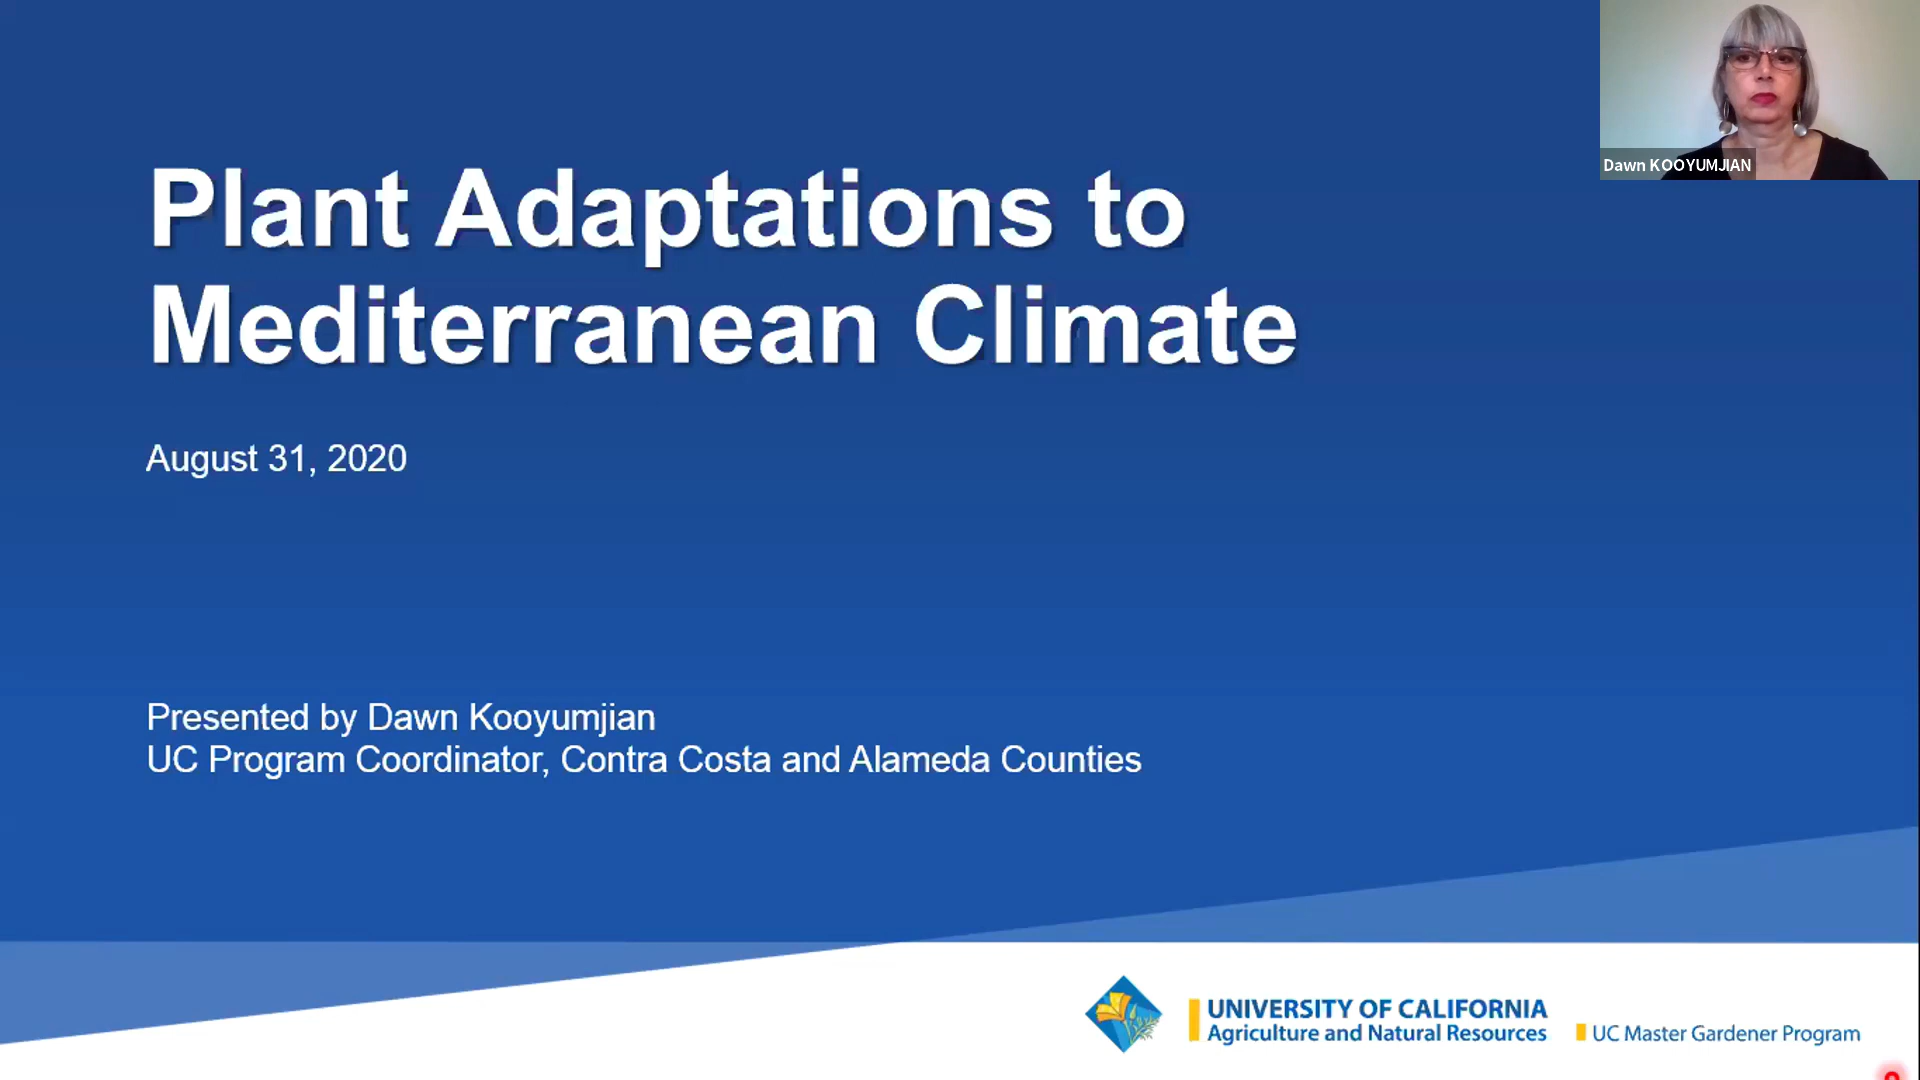 Dawn KOOYUMJIAN
Plant Adaptations to
Mediterranean Climate
August 31, 2020
Presented by Dawn Kooyumjian
UC Program Coordinator, Contra Costa and Alameda Counties
UNIVERSITY OF CALIFORNIA
Agriculture and Natural Resources
UC Master Gardener Program